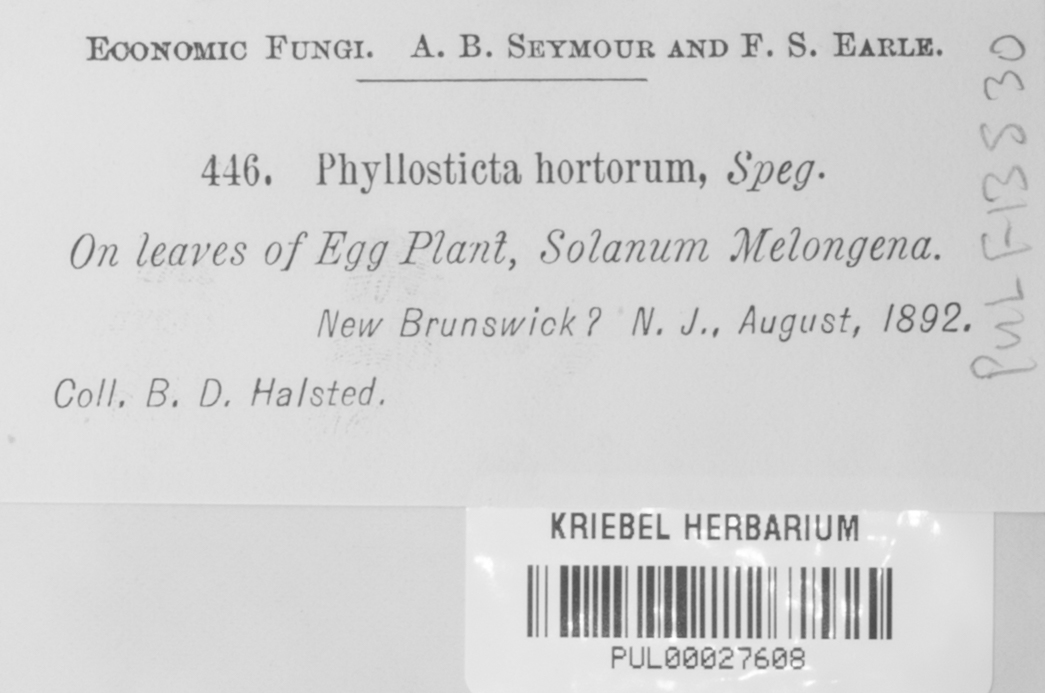 Economic Fungi. A. B. Seymour and F. S. Earle.
446. Phyllosticta hortorum, Speg.
On leaves of Egg Plant, Solanum Melongena.
New Brunswick? N. J., August, 1892.
Coll. B. D. Halsted.
PUL F13830
KRIEBEL HERBARIUM
PUL00027608